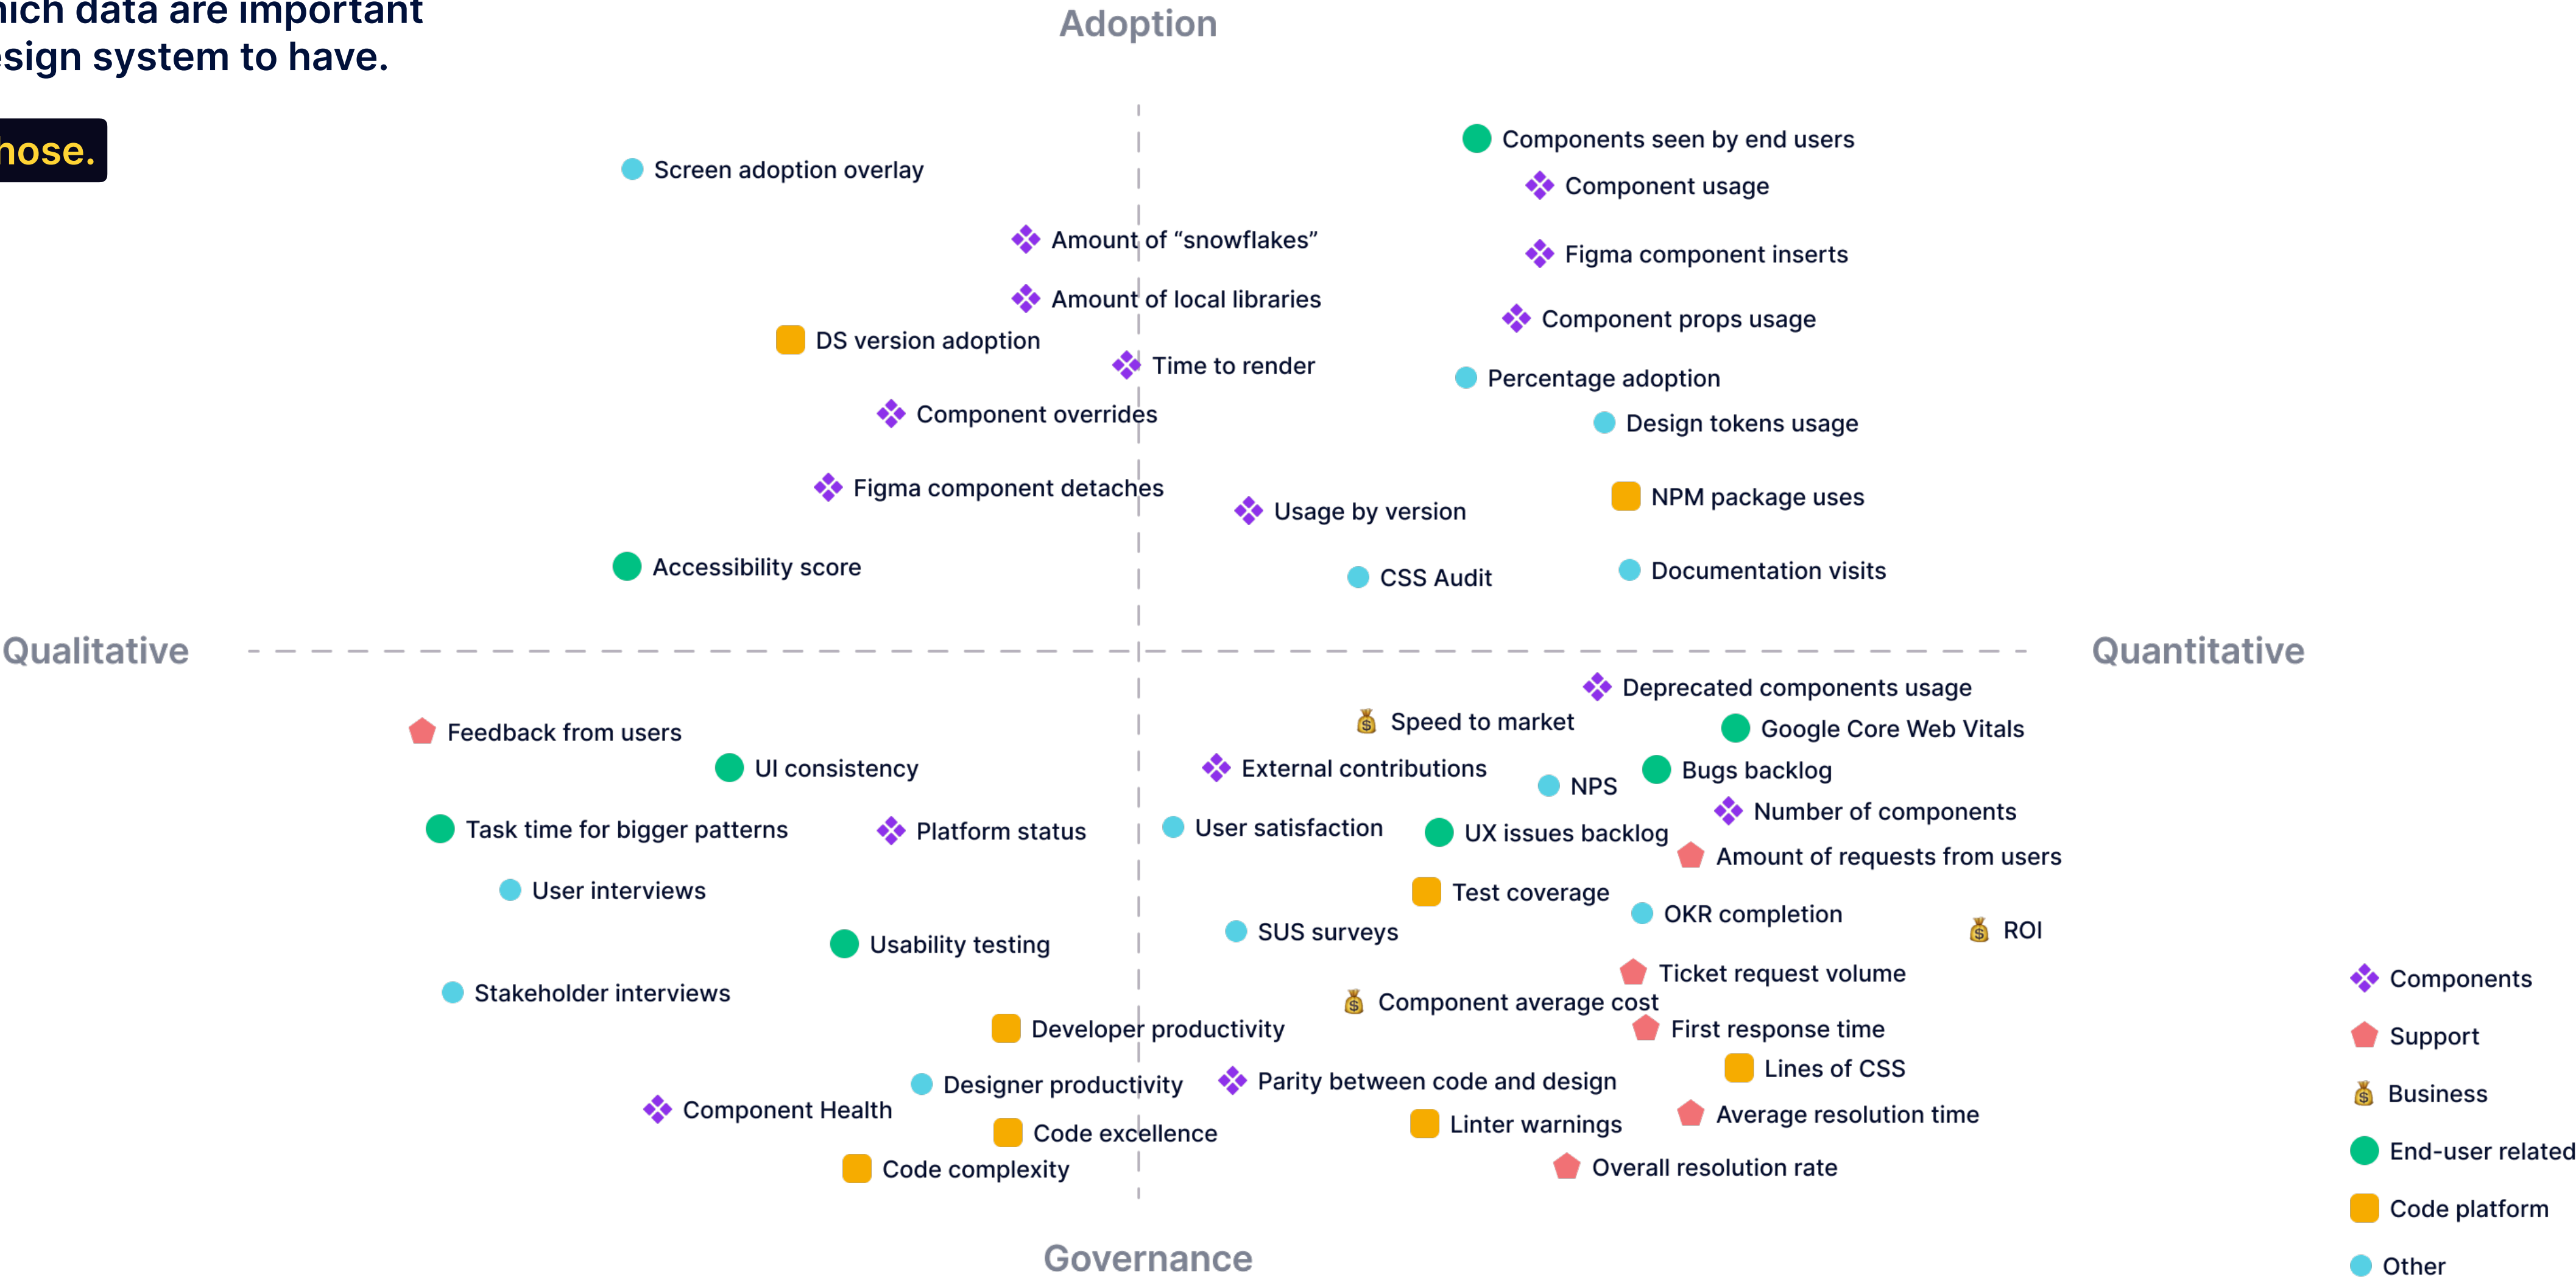 data are important
design system to have.
Adoption
Components seen by end users
Screen adoption overlay
Component usage
Amount of “snowflakes”
Figma component inserts
Amount of local libraries
Component props usage
DS version adoption
Time to render
Percentage adoption
Component overrides
Design tokens usage
Figma component detaches
NPM package uses
Usage by version
Accessibility score
Documentation visits
CSS Audit
Qualitative
Quantitative
Deprecated components usage
Speed to market
Google Core Web Vitals
Feedback from users
UI consistency
External contributions
Bugs backlog
NPS
Number of components
User satisfaction
Task time for bigger patterns
Platform status
UX issues backlog
Amount of requests from users
User interviews
Test coverage
OKR completion
ROI
SUS surveys
Usability testing
Ticket request volume
Components
Stakeholder interviews
Component average cost
Developer productivity
First response time
Support
Lines of CSS
Parity between code and design
Designer productivity
Business
Component Health
Average resolution time
Linter warnings
Code excellence
End-user related
Overall resolution rate
Code complexity
Code platform
Governance
Other